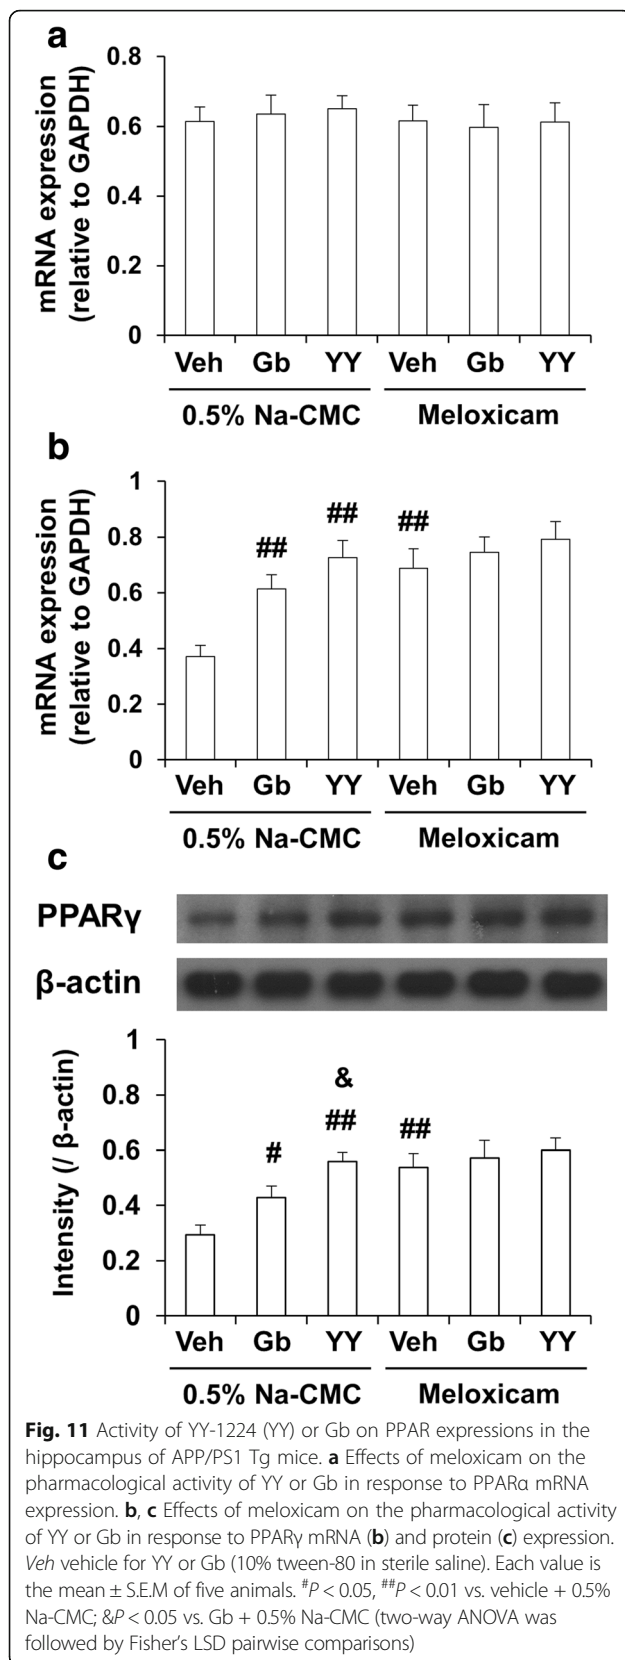 a
mRNA expression
(relative to GAPDH)
0.8
0.6
0.4
0.2
0
Veh Gb YY Veh Gb YY
0.5% Na-CMC Meloxicam
b
mRNA expression
(relative to GAPDH)
1
0.8
0.6
0.4
0.2
0
## ## ##
Veh Gb YY Veh Gb YY
0.5% Na-CMC Meloxicam
c
PPARγ
β-actin
Intensity (/ β-actin)
1
0.8
0.6
0.4
0.2
0
&
# ## ##
Veh Gb YY Veh Gb YY
0.5% Na-CMC Meloxicam
Fig. 11 Activity of YY-1224 (YY) or Gb on PPAR expressions in the
hippocampus of APP/PS1 Tg mice. a Effects of meloxicam on the
pharmacological activity of YY or Gb in response to PPARα mRNA
expression. b, c Effects of meloxicam on the pharmacological activity
of YY or Gb in response to PPARγ mRNA (b) and protein (c) expression.
Veh vehicle for YY or Gb (10% tween-80 in sterile saline). Each value is
the mean ± S.E.M of five animals. #P < 0.05, ##P < 0.01 vs. vehicle + 0.5%
Na-CMC; &P < 0.05 vs. Gb + 0.5% Na-CMC (two-way ANOVA was
followed by Fisher's LSD pairwise comparisons)